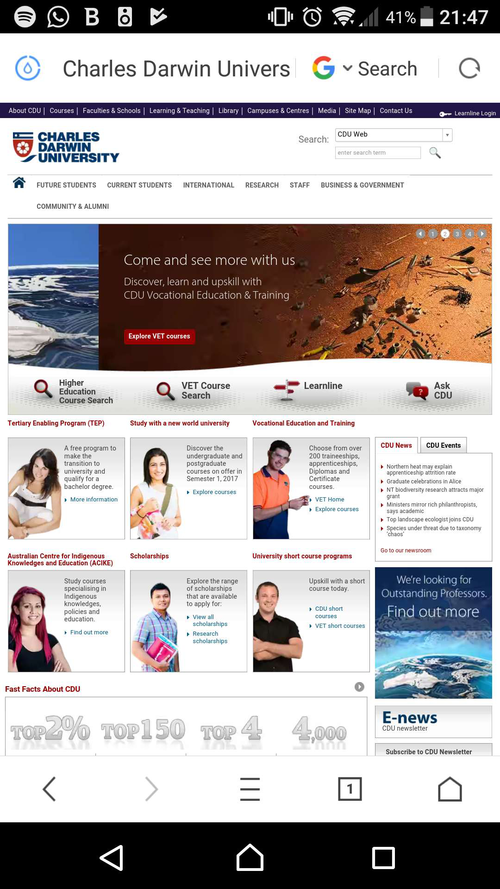 41% 21:47
Charles Darwin Univers
Search
About CDU | Courses | Faculties & Schools | Learning & Teaching | Library | Campuses & Centres | Media | Site Map | Contact Us
Learnline Login
CHARLES
DARWIN
UNIVERSITY
Search:
CDU Web
enter search term
FUTURE STUDENTS CURRENT STUDENTS INTERNATIONAL RESEARCH STAFF BUSINESS & GOVERNMENT
COMMUNITY & ALUMNI
1 2 3 4
Come and see more with us
Discover, learn and upskill with
CDU Vocational Education & Training
Explore VET courses
Higher
Education
Course Search
VET Course
Search
Learnline
Ask
CDU
Tertiary Enabling Program (TEP)
A free program to
make the
transition to
university and
qualify for a
bachelor degree.
More information
Study with a new world university
Discover the
undergraduate and
postgraduate
courses on offer in
Semester 1, 2017
Explore courses
Vocational Education and Training
Choose from over
200 traineeships,
apprenticeships,
Diplomas and
Certificate
courses.
VET Home
Explore courses
CDU News
CDU Events
Northern heat may explain
apprenticeship attrition rate
Graduate celebrations in Alice
NT biodiversity research attracts major
grant
Ministers mirror rich philanthropists,
says academic
Top landscape ecologist joins CDU
Species under threat due to taxonomy
'chaos'
Go to our newsroom
Australian Centre for Indigenous
Knowledges and Education (ACIKE)
Study courses
specialising in
Indigenous
knowledges,
policies and
education.
Find out more
Scholarships
Explore the range
of scholarships
that are available
to apply for:
View all
scholarships
Research
scholarships
University short course programs
Upskill with a short
course today.
CDU short
courses
VET short courses
We're looking for
Outstanding Professors.
Find out more
Fast Facts About CDU
TOP2% TOP150 TOP 4 4,000
E-news
CDU newsletter
Subscribe to CDU Newsletter
1